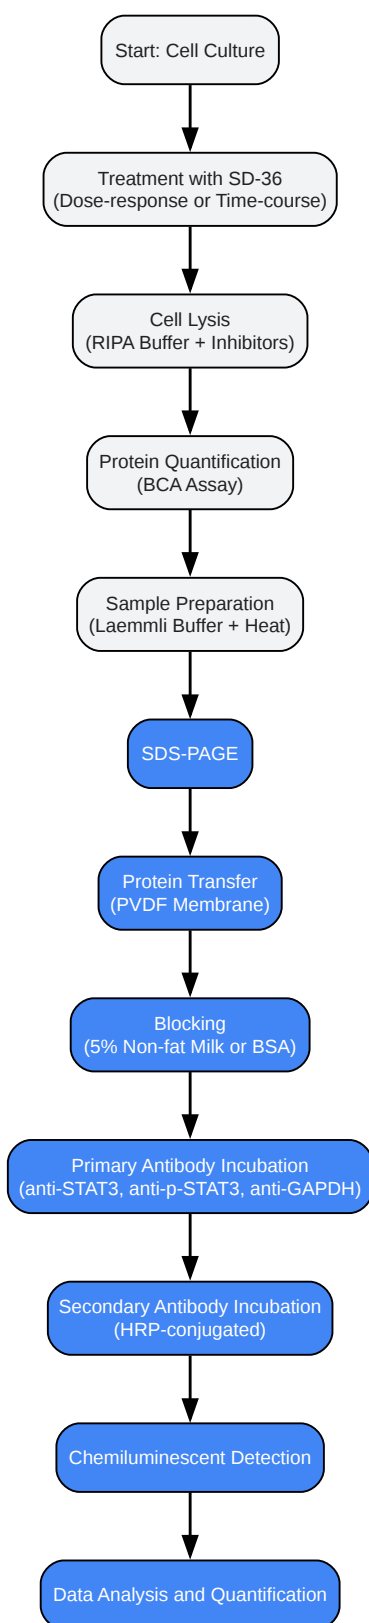 Start: Cell Culture
Treatment with SD-36
(Dose-response or Time-course)
Cell Lysis
(RIPA Buffer + Inhibitors)
Protein Quantification
(BCA Assay)
Sample Preparation
(Laemmli Buffer + Heat)
SDS-PAGE
Protein Transfer
(PVDF Membrane)
Blocking
(5% Non-fat Milk or BSA)
Primary Antibody Incubation
(anti-STAT3, anti-p-STAT3, anti-GAPDH)
Secondary Antibody Incubation
(HRP-conjugated)
Chemiluminescent Detection
Data Analysis and Quantification